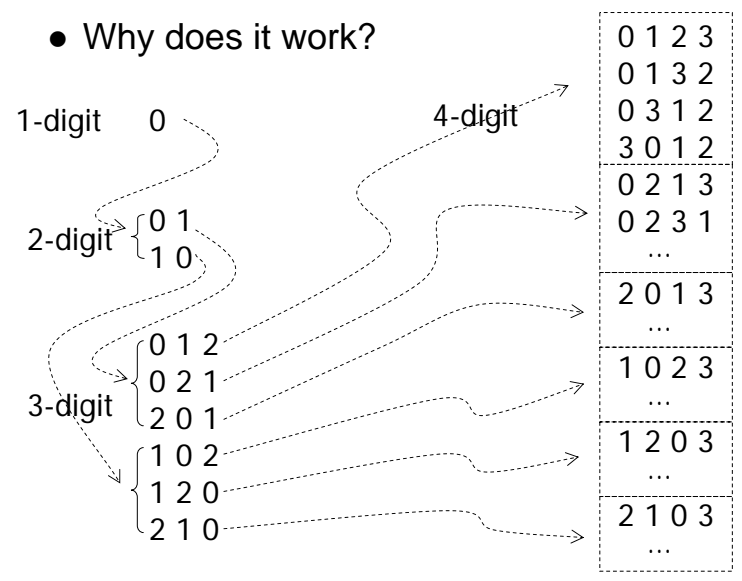 ● Why does it work?
1-digit 0
2-digit
0 1
1 0
3-digit
0 1 2
0 2 1
2 0 1
1 0 2
1 2 0
2 1 0
4-digit
0 1 2 3
0 1 3 2
0 3 1 2
3 0 1 2
0 2 1 3
0 2 3 1
...
2 0 1 3
...
1 0 2 3
...
1 2 0 3
...
2 1 0 3
...